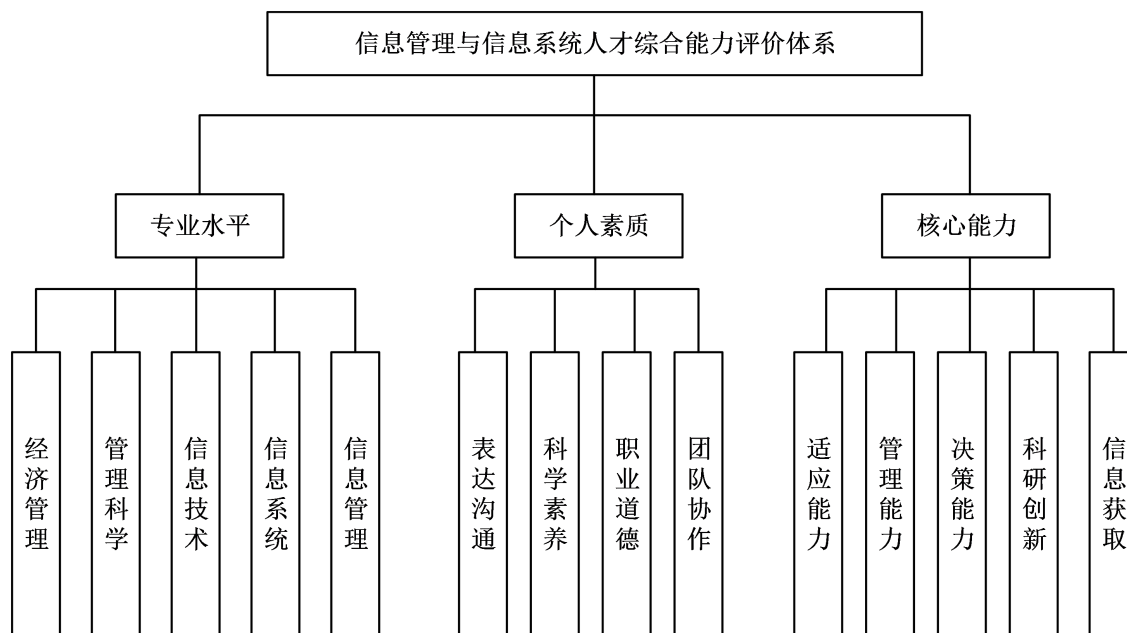 信息管理与信息系统人才综合能力评价体系
专业水平
个人素质
核心能力
经济管理
管理科学
信息技术
信息系统
信息管理
表达沟通
科学素养
职业道德
团队协作
适应能力
管理能力
决策能力
科研创新
信息获取